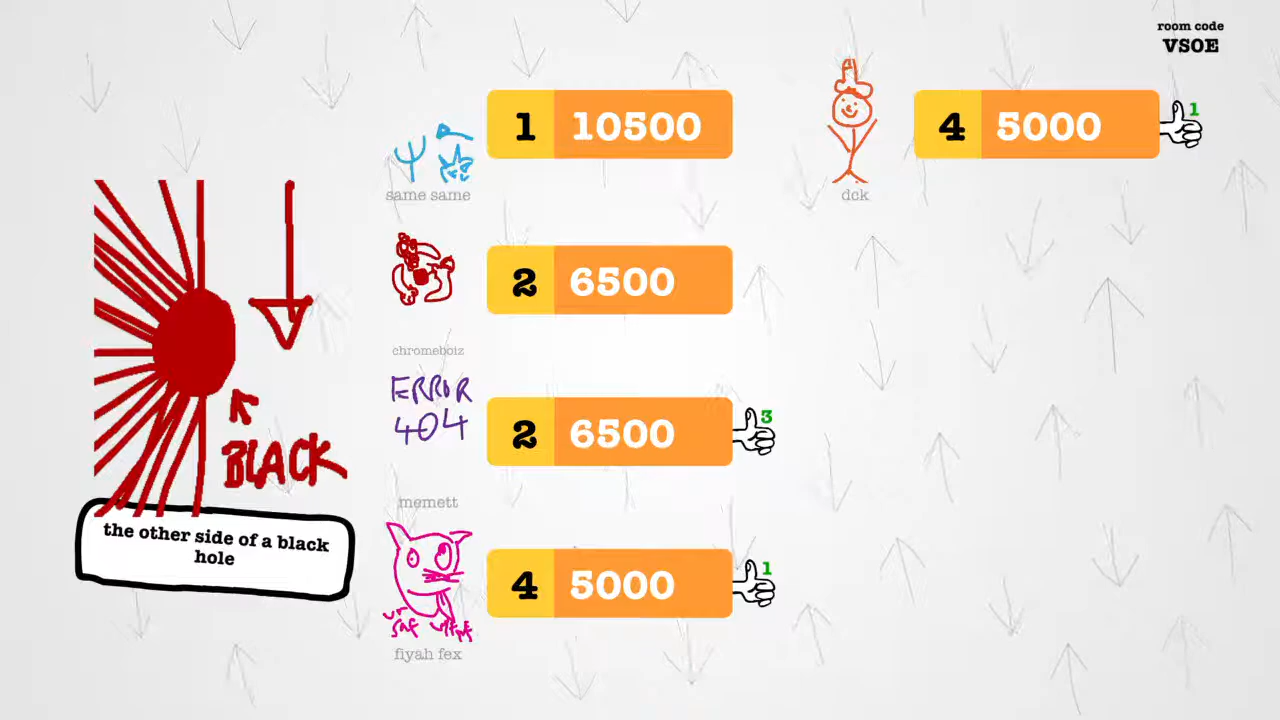 room code
VSOE
1 10500
same same
4 5000
1
dck
2 6500
chromeboiz
ERROR
404
2 6500
3
memett
4 5000
1
fiyah fex
BLACK
the other side of a black
hole